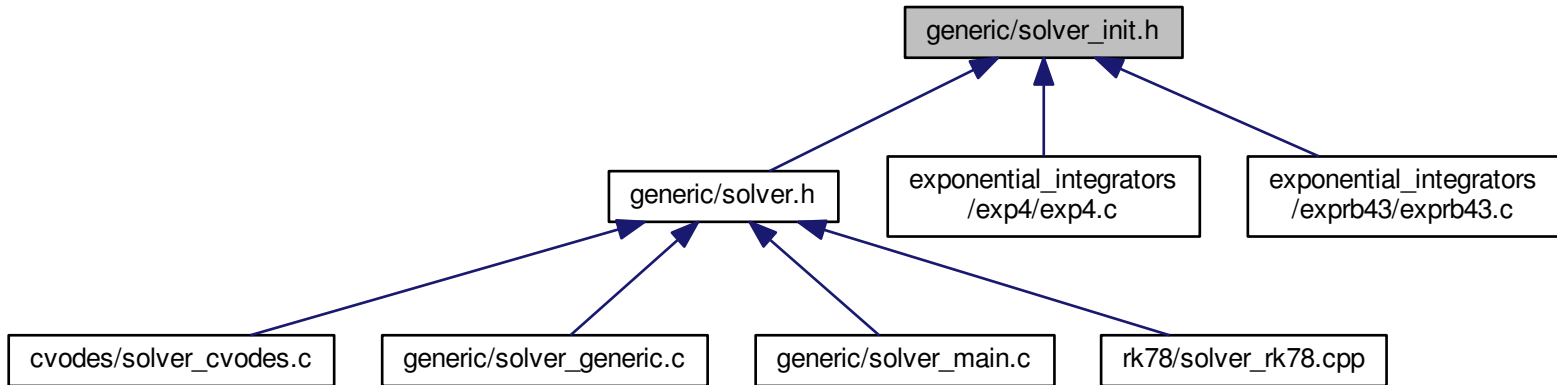 generic/solver_init.h
generic/solver.h
exponential_integrators
/exp4/exp4.c
exponential_integrators
/exprb43/exprb43.c
cvodes/solver_cvodes.c
generic/solver_generic.c
generic/solver_main.c
rk78/solver_rk78.cpp